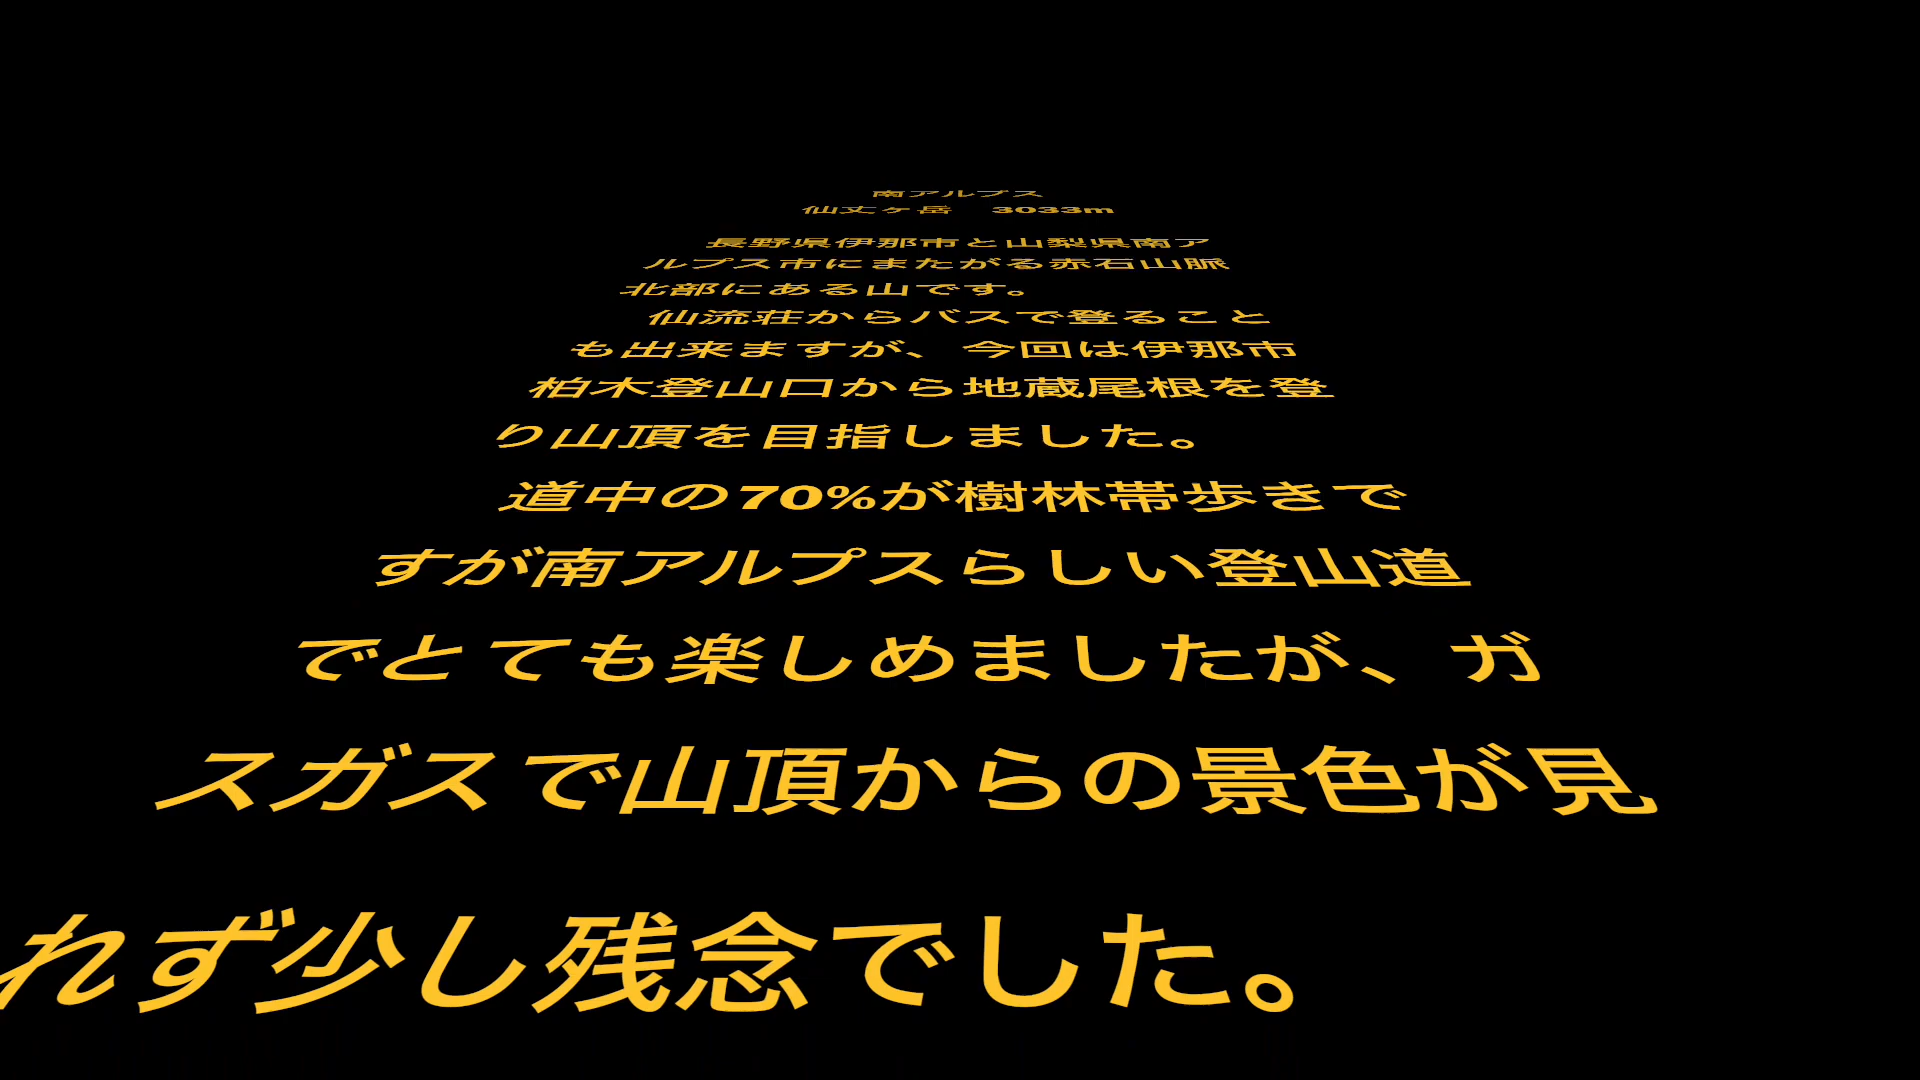 南アルプス
仙丈ヶ岳　3033m
長野県伊那市と山梨県南ア
ルプス市にまたがる赤石山脈
北部にある山です。
仙流荘からバスで登ること
も出来ますが、今回は伊那市
柏木登山口から地蔵尾根を登
り山頂を目指しました。
道中の70%が樹林帯歩きで
すが南アルプスらしい登山道
でとても楽しめましたが、ガ
スガスで山頂からの景色が見
れず少し残念でした。